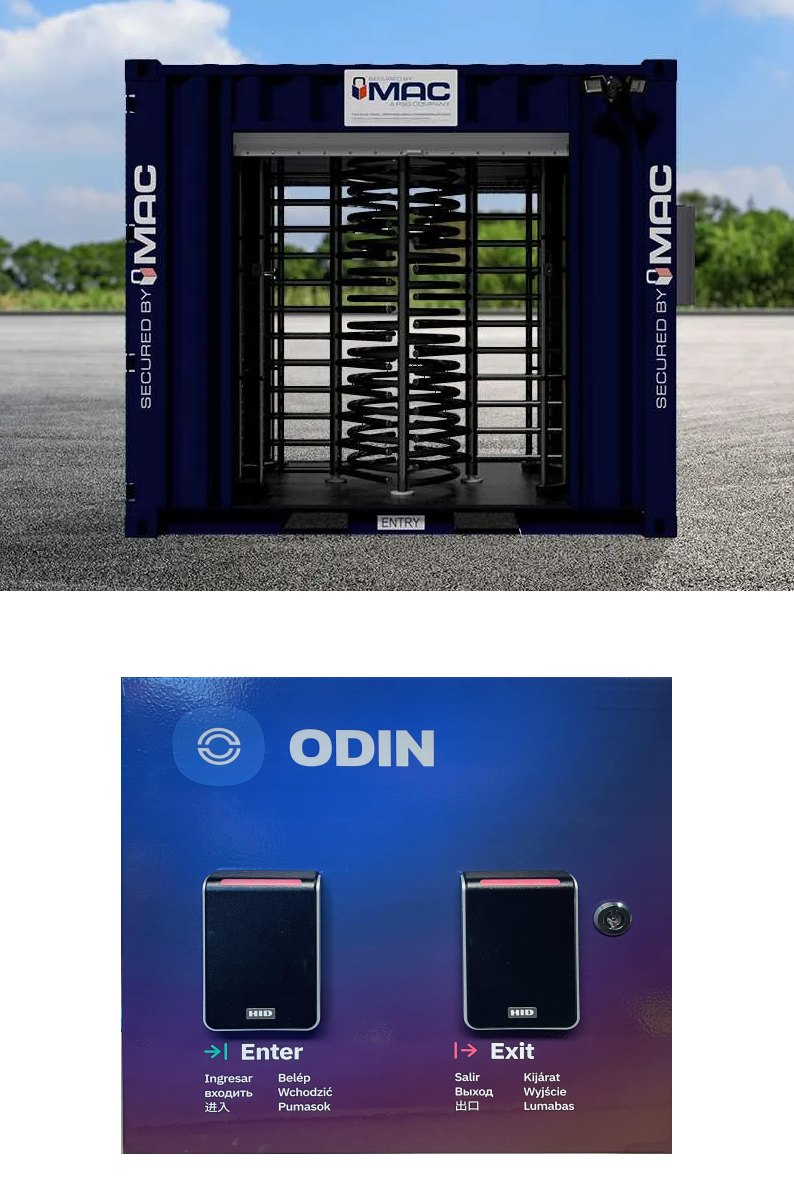 SECURED BY
MAC
A PSG COMPANY
SECURED BY MAC
SECURED BY MAC
ENTRY
ODIN
HID
HID
Enter
Exit
Ingresar
Belép
Salir
Kijárat
входить
Wchodzić
Выход
Wyjście
进入
Pumasok
出口
Lumabas